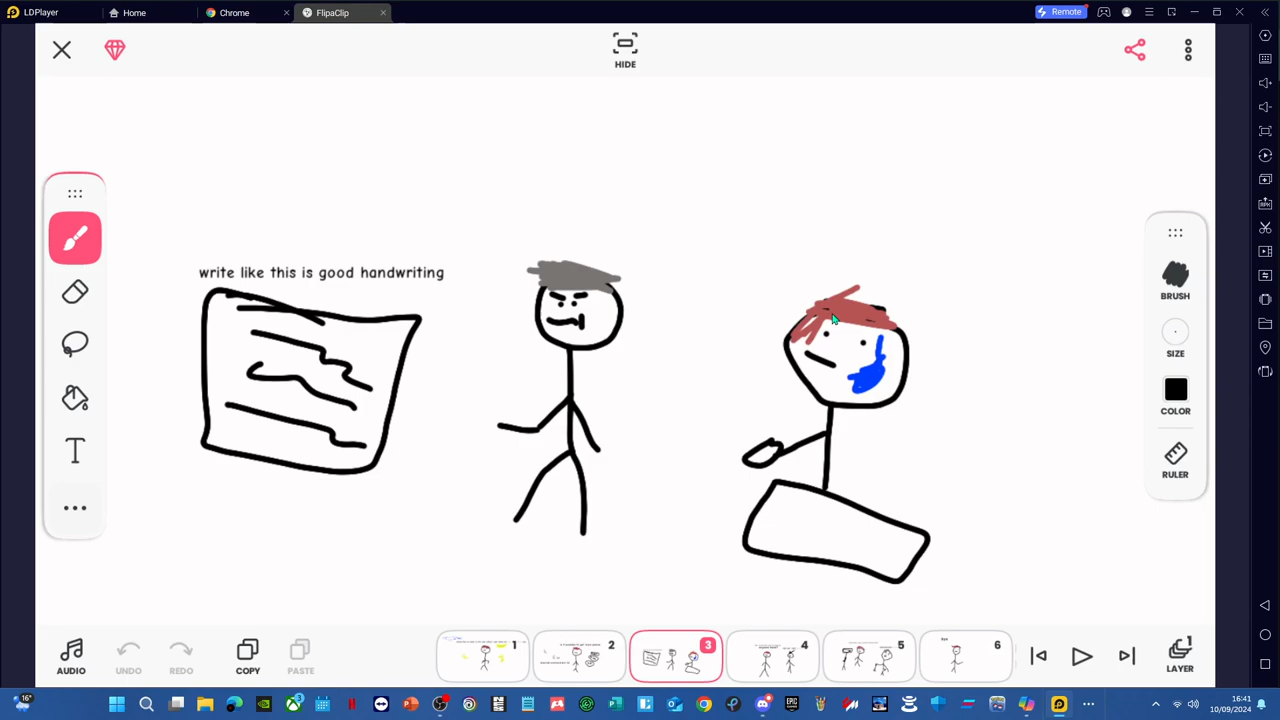 LDPlayer Home Chrome FlipaClip Remote
HIDE
write like this is good handwriting
BRUSH
SIZE
COLOR
RULER
T
1 2 3 4 5 6
AUDIO UNDO REDO COPY PASTE LAYER
16°
16:41
10/09/2024